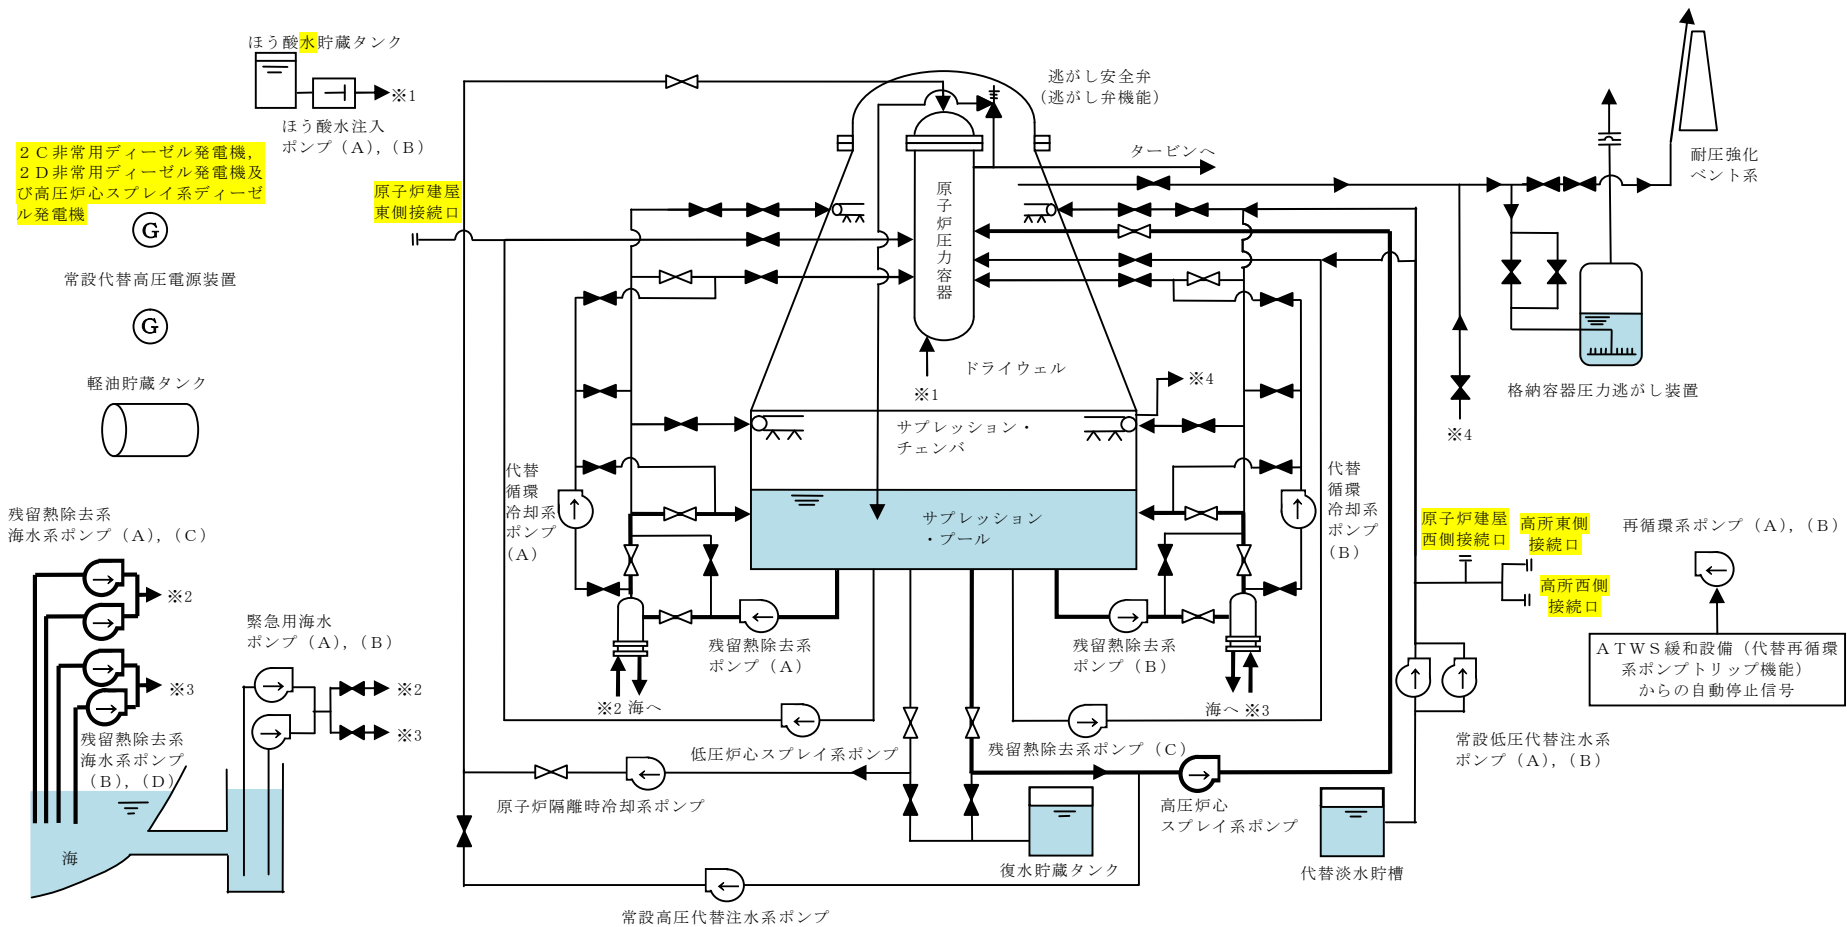 ほう酸水貯蔵タンク
※1
ほう酸水注入
ポンプ（A），（B）
２Ｃ非常用ディーゼル発電機，
２Ｄ非常用ディーゼル発電機及
び高圧炉心スプレイ系ディーゼ
ル発電機
G
常設代替高圧電源装置
G
軽油貯蔵タンク
原子炉建屋
東側接続口
逃がし安全弁
（逃がし弁機能）
タービンへ
原子炉圧力容器
ドライウェル
※1
※4
サプレッション・
チェンバ
サプレッション
・プール
耐圧強化
ベント系
格納容器圧力逃がし装置
※4
代替
循環
冷却系
ポンプ
（A）
代替
循環
冷却系
ポンプ
（B）
残留熱除去系
海水系ポンプ（A），（C）
※2
※3
残留熱除去系
海水系ポンプ
（B），（D）
海
緊急用海水
ポンプ（A），（B）
※2
※3
残留熱除去系
ポンプ（A）
※2 海へ
残留熱除去系
ポンプ（B）
海へ ※3
低圧炉心スプレイ系ポンプ
残留熱除去系ポンプ（C）
原子炉隔離時冷却系ポンプ
高圧炉心
スプレイ系ポンプ
復水貯蔵タンク
常設高圧代替注水系ポンプ
原子炉建屋
西側接続口
高所東側
接続口
高所西側
接続口
再循環系ポンプ（A），（B）
ＡＴＷＳ緩和設備（代替再循環
系ポンプトリップ機能）
からの自動停止信号
常設低圧代替注水系
ポンプ（A），（B）
代替淡水貯槽